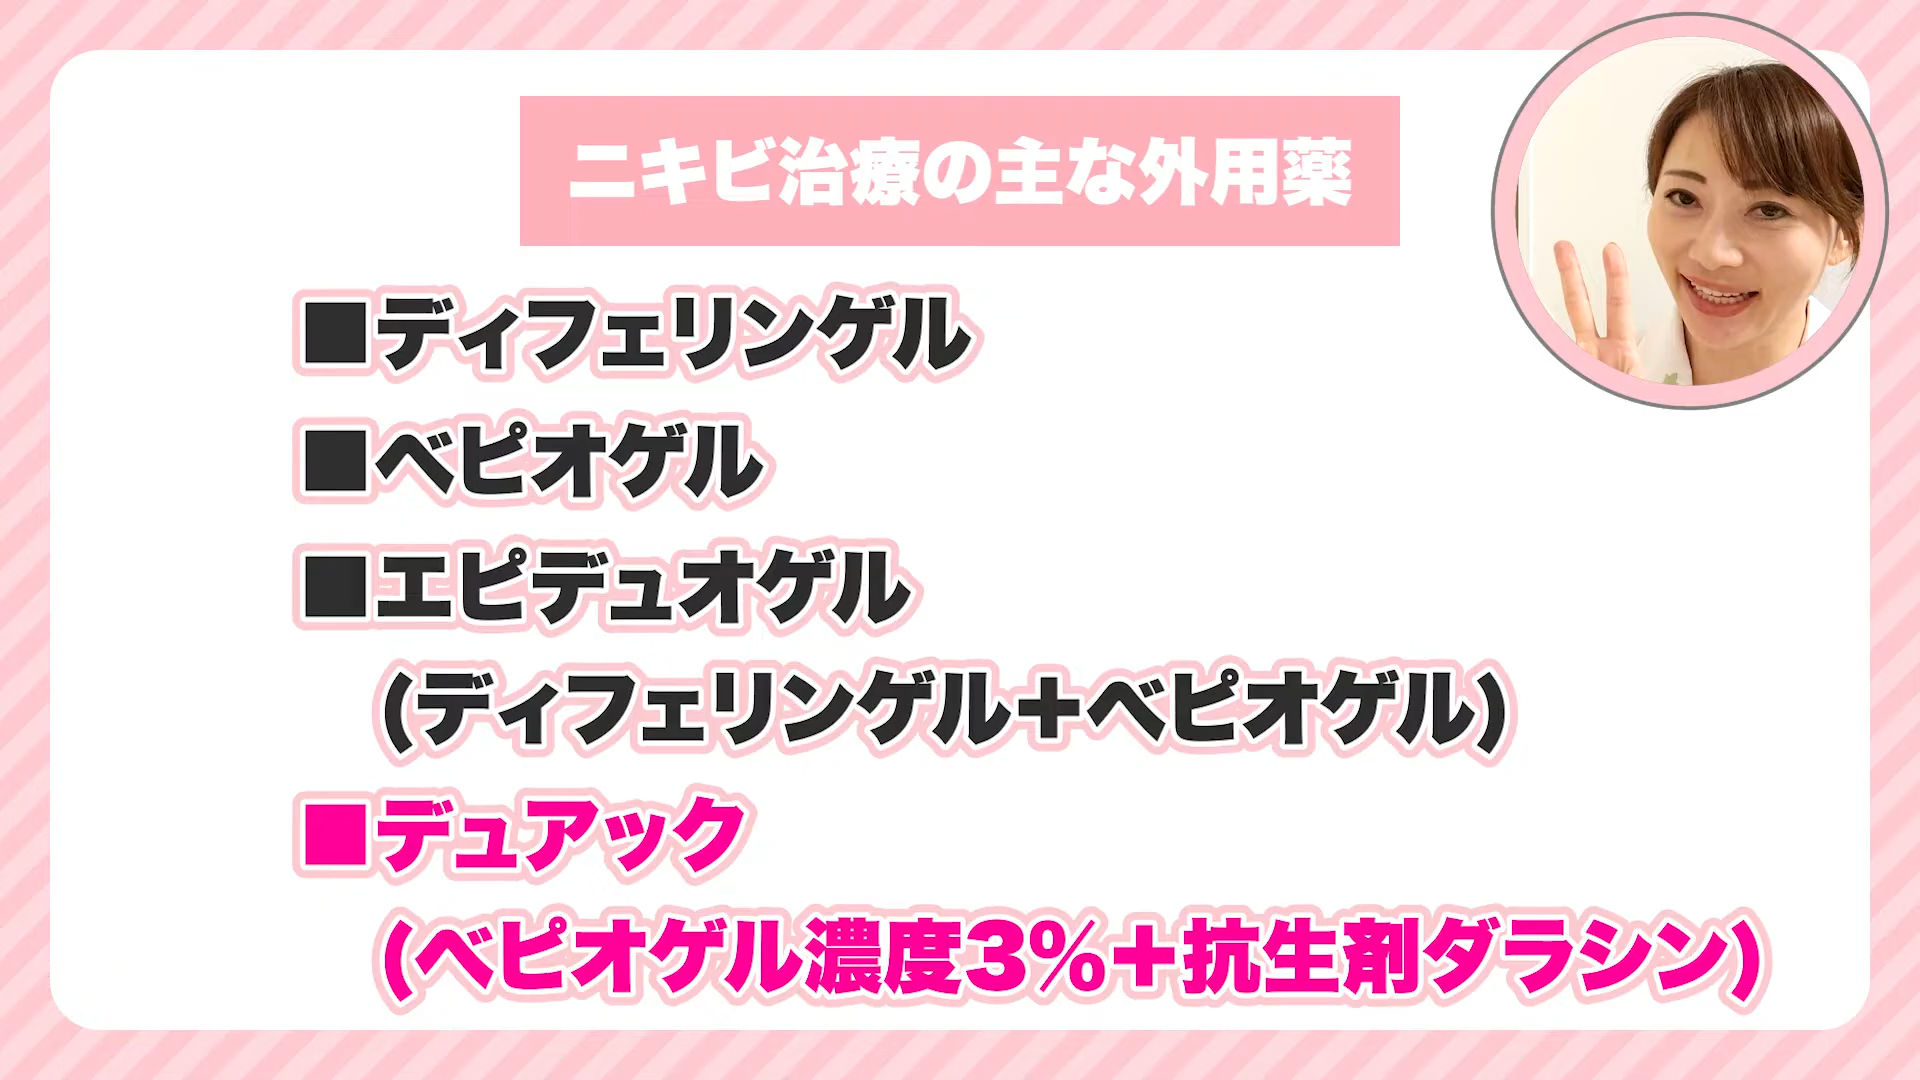 ニキビ治療の主な外用薬
■ディフェリンゲル
■ベピオゲル
■エピデュオゲル
(ディフェリンゲル+ベピオゲル)
■デュアック
(ベピオゲル濃度3%+抗生剤ダラシン)